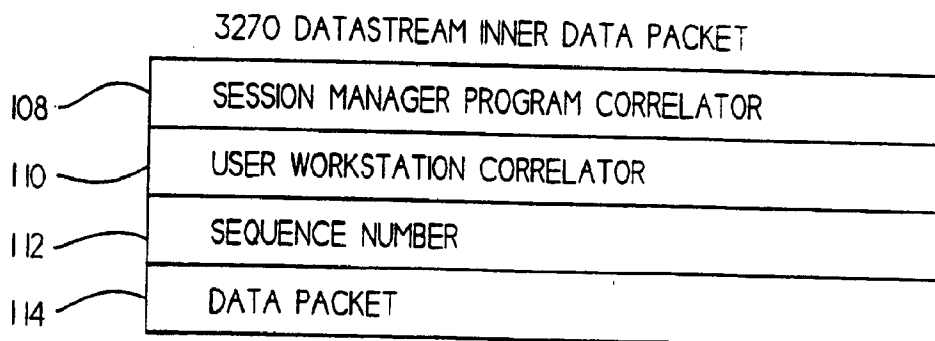 3270 DATASTREAM INNER DATA PACKET
108 SESSION MANAGER PROGRAM CORRELATOR
110 USER WORKSTATION CORRELATOR
112 SEQUENCE NUMBER
114 DATA PACKET